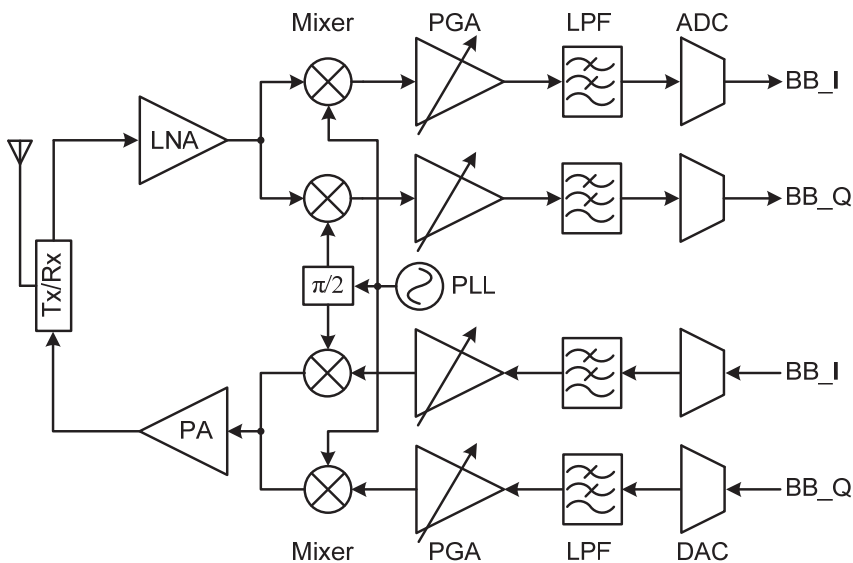 Mixer
PGA
LPF
ADC
BB_I
LNA
BB_Q
Tx/Rx
π/2
PLL
BB_I
PA
BB_Q
Mixer
PGA
LPF
DAC